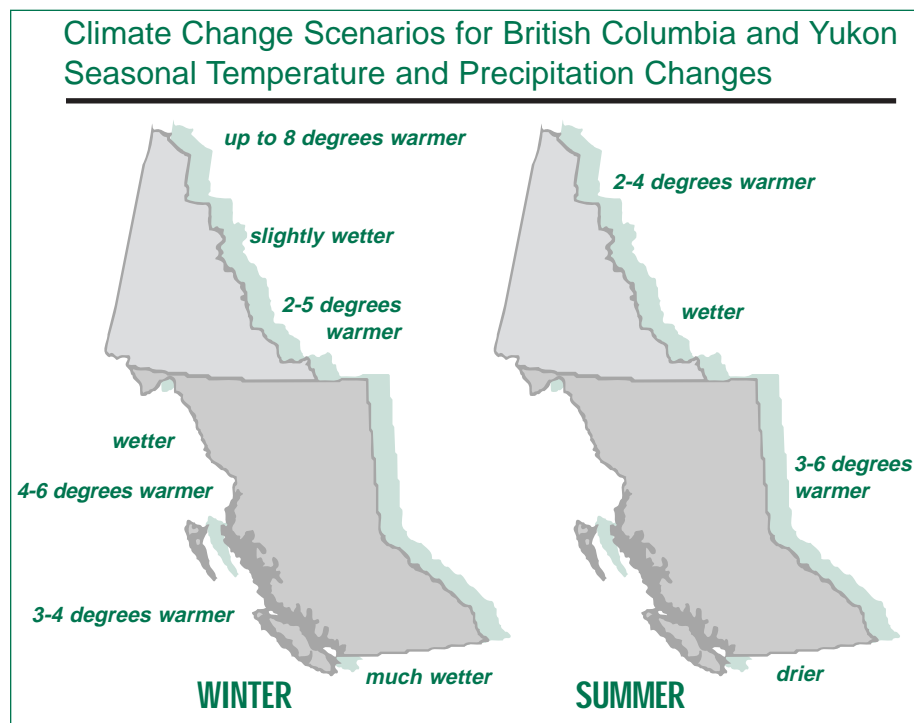 Climate Change Scenarios for British Columbia and Yukon
Seasonal Temperature and Precipitation Changes
up to 8 degrees warmer
slightly wetter
2-5 degrees
warmer
wetter
4-6 degrees warmer
3-4 degrees warmer
much wetter
WINTER
2-4 degrees warmer
wetter
3-6 degrees
warmer
drier
SUMMER